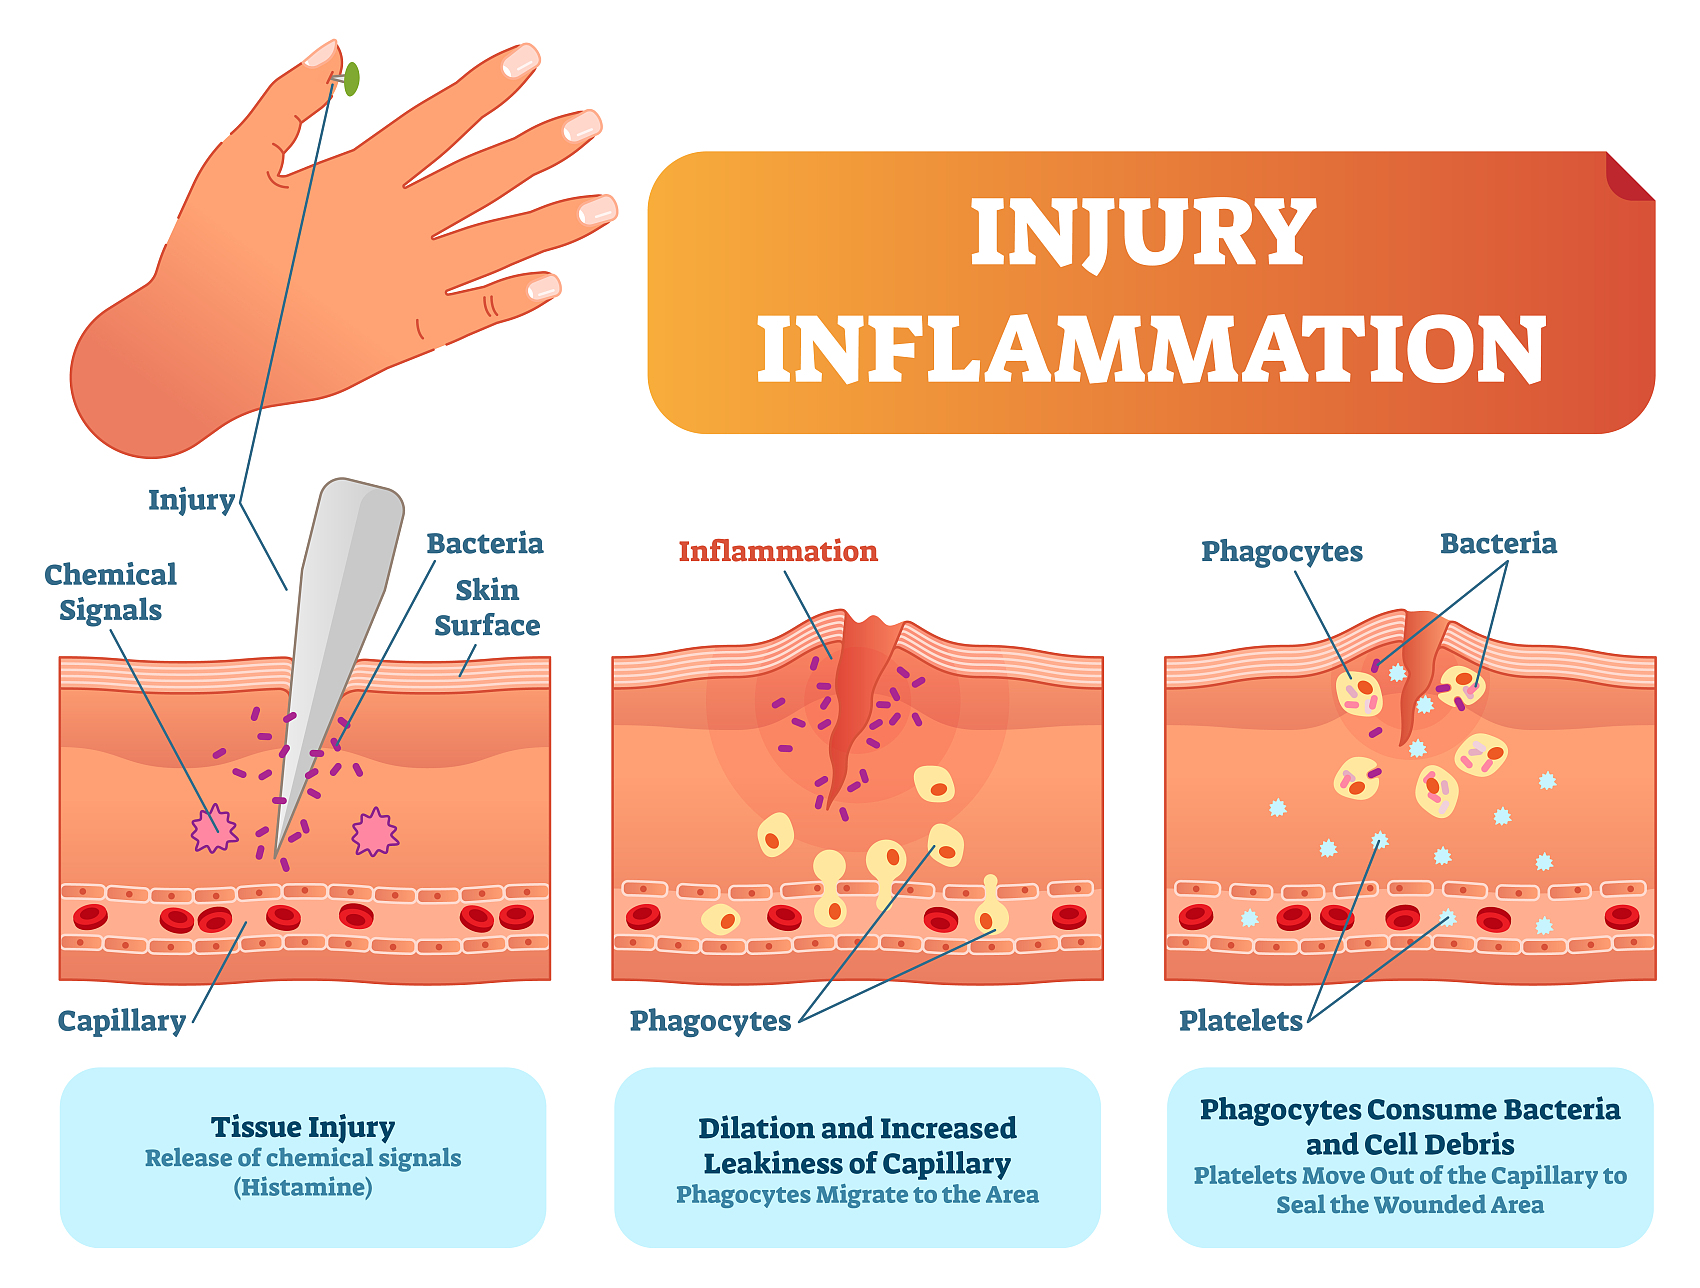 INJURY
INFLAMMATION
Injury
Chemical
Signals
Bacteria
Skin
Surface
Capillary
Inflammation
Phagocytes
Phagocytes
Bacteria
Platelets
Tissue Injury
Release of chemical signals
(Histamine)
Dilation and Increased
Leakiness of Capillary
Phagocytes Migrate to the Area
Phagocytes Consume Bacteria
and Cell Debris
Platelets Move Out of the Capillary to
Seal the Wounded Area